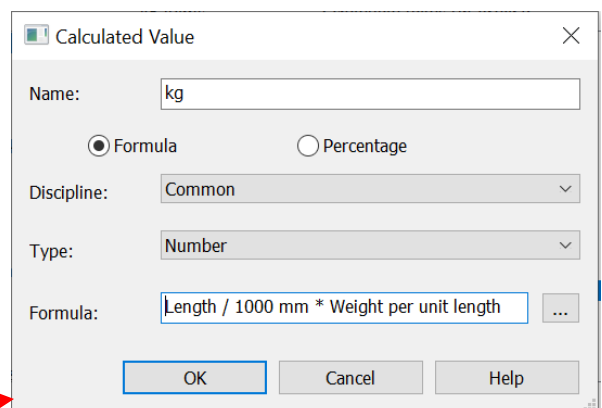 Calculated Value
Name: kg
Formula Percentage
Discipline: Common
Type: Number
Formula: Length / 1000 mm * Weight per unit length ...
OK Cancel Help